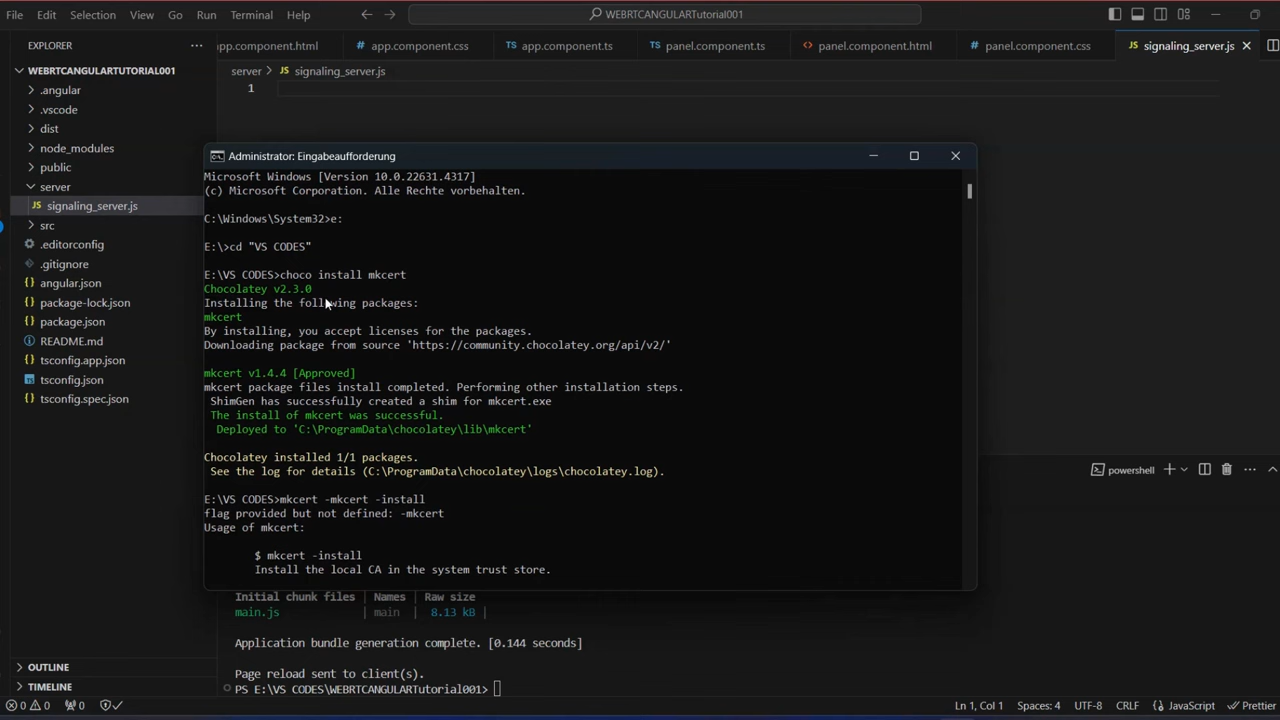 File Edit Selection View Go Run Terminal Help WEBRTCANGULARTutorial001
EXPLORER
app.component.html app.component.css TS app.component.ts TS panel.component.ts panel.component.html panel.component.css JS signaling_server.js
WEBRTCANGULARTUTORIAL001
server JS signaling_server.js
1
.angular
.vscode
dist
node_modules
public
server
JS signaling_server.js
src
.editorconfig
.gitignore
angular.json
package-lock.json
package.json
README.md
tsconfig.app.json
tsconfig.json
tsconfig.spec.json
OUTLINE
TIMELINE
Administrator: Eingabeaufforderung
Microsoft Windows [Version 10.0.22631.4317]
(c) Microsoft Corporation. Alle Rechte vorbehalten.
C:\Windows\System32>e:
E:\>cd "VS CODES"
E:\VS CODES>choco install mkcert
Chocolatey v2.3.0
Installing the following packages:
mkcert
By installing, you accept licenses for the packages.
Downloading package from source 'https://community.chocolatey.org/api/v2/'
mkcert v1.4.4 [Approved]
mkcert package files install completed. Performing other installation steps.
ShimGen has successfully created a shim for mkcert.exe
The install of mkcert was successful.
Deployed to 'C:\ProgramData\chocolatey\lib\mkcert'
Chocolatey installed 1/1 packages.
See the log for details (C:\ProgramData\chocolatey\logs\chocolatey.log).
E:\VS CODES>mkcert -mkcert -install
flag provided but not defined: -mkcert
Usage of mkcert:
$ mkcert -install
Install the local CA in the system trust store.
powershell
Initial chunk files | Names | Raw size
main.js | main | 8.13 kB |
Application bundle generation complete. [0.144 seconds]
Page reload sent to client(s).
PS E:\VS CODES\WEBRTCANGULARTutorial001>
0 0 0 Ln 1, Col 1 Spaces: 4 UTF-8 CRLF JavaScript Prettier